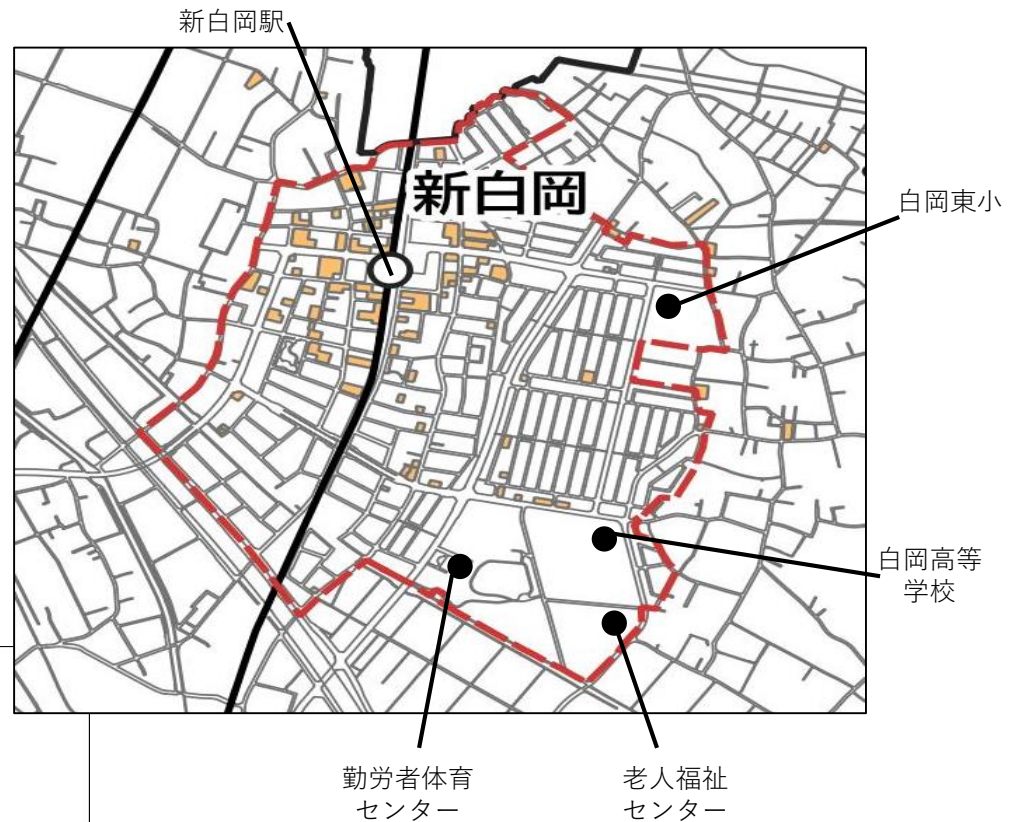 新白岡駅
新白岡
白岡東小
白岡高等
学校
勤労者体育
センター
老人福祉
センター